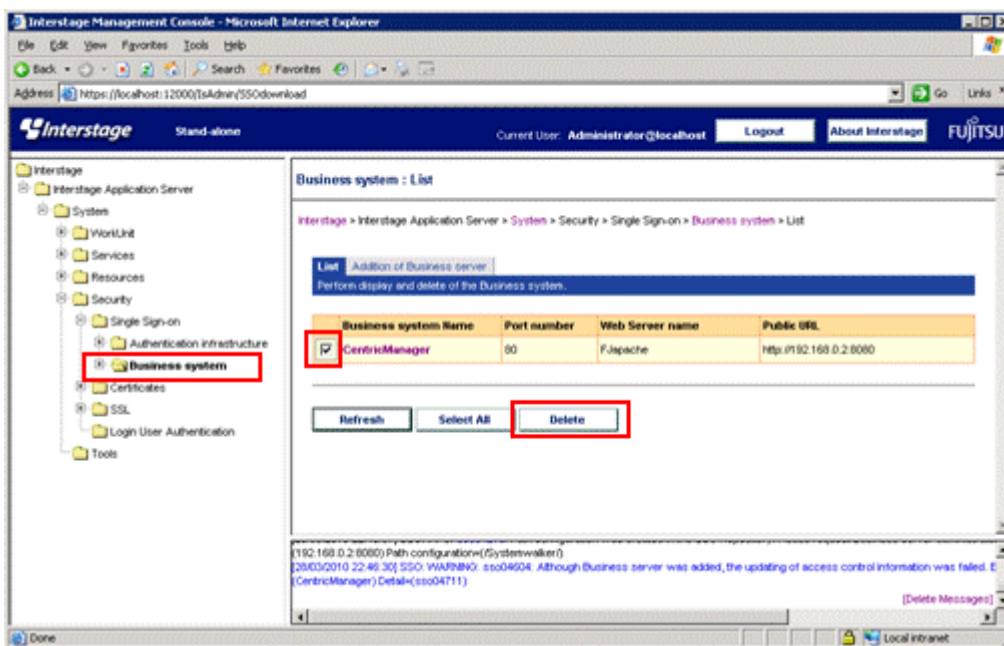 Interstage Management Console - Microsoft Internet Explorer
File Edit View Favorites Tools Help
Back Search Favorites
Address https://localhost:12000/IsAdmin/SSOdownload Go Links
Interstage Stand-alone Current User: Administrator@localhost Logout About Interstage FUJITSU
Interstage
Interstage Application Server
System
WorkUnit
Services
Resources
Security
Single Sign-on
Authentication infrastructure
Business system
Certificates
SSL
Login User Authentication
Tools
Business system : List
Interstage > Interstage Application Server > System > Security > Single Sign-on > Business system > List
List Addition of Business server
Perform display and delete of the Business system.
Business system Name Port number Web Server name Public URL
CentricManager 80 FJapache http://192.168.0.2:8080
Refresh Select All Delete
(192.168.0.2:8080) Path configuration=(/Systemwalker/)
[28/03/2010 22:46:30] SSO: WARNING: sso04604: Although Business server was added, the updating of access control information was failed.
(CentricManager) Detail=(sso04711)
[Delete Messages]
Done Local intranet